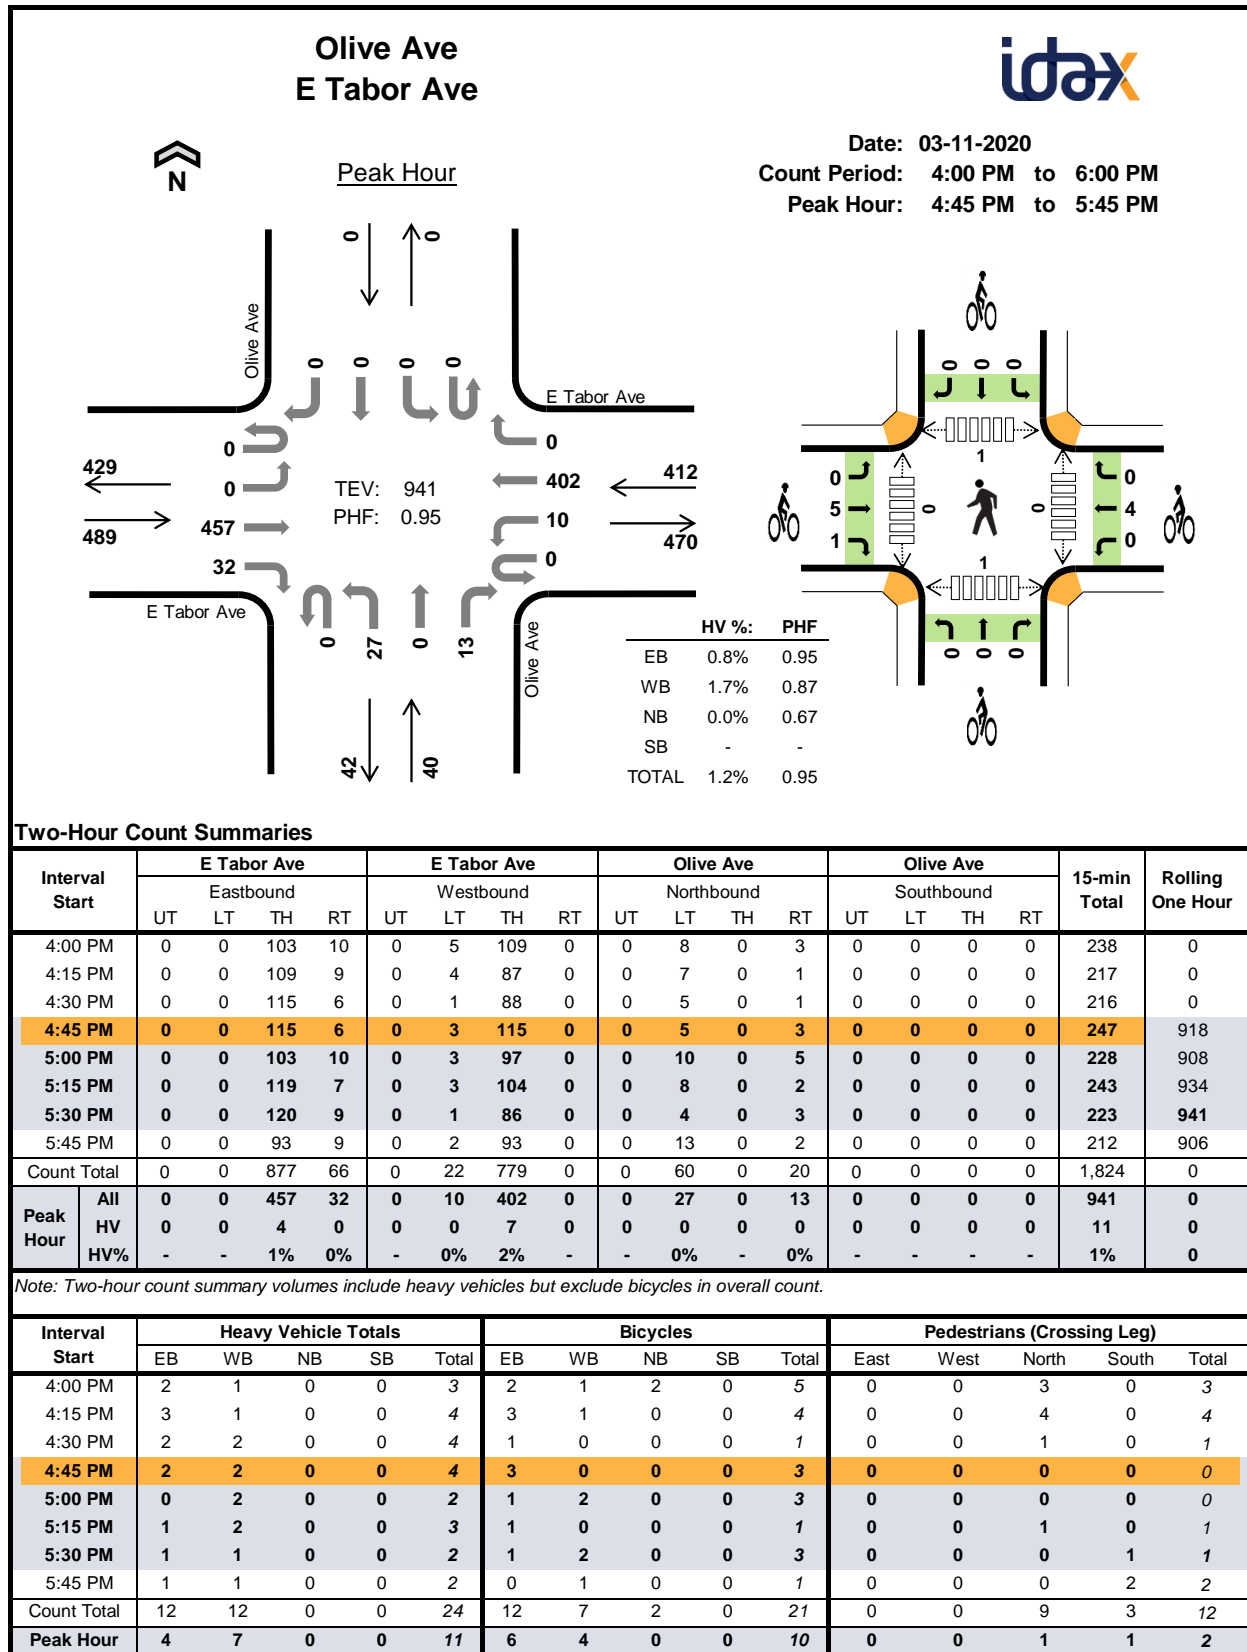 Olive Ave
E Tabor Ave
idax
Date: 03-11-2020
Count Period: 4:00 PM to 6:00 PM
Peak Hour: 4:45 PM to 5:45 PM
N
Peak Hour
0 0
Olive Ave
0 0 0 0
E Tabor Ave
0 0
429 0 402 412
TEV: 941
PHF: 0.95
489 457 10 470
32 0
E Tabor Ave
0 27 0 13
Olive Ave
42 40
HV %: PHF
EB 0.8% 0.95
WB 1.7% 0.87
NB 0.0% 0.67
SB - -
TOTAL 1.2% 0.95
0 0 0
1
0 0
5 0 0 4
1 0
1
0 0 0
Two-Hour Count Summaries
Interval Start E Tabor Ave E Tabor Ave Olive Ave Olive Ave 15-min Total Rolling One Hour
Eastbound Westbound Northbound Southbound
UT LT TH RT UT LT TH RT UT LT TH RT UT LT TH RT
4:00 PM 0 0 103 10 0 5 109 0 0 8 0 3 0 0 0 0 238 0
4:15 PM 0 0 109 9 0 4 87 0 0 7 0 1 0 0 0 0 217 0
4:30 PM 0 0 115 6 0 1 88 0 0 5 0 1 0 0 0 0 216 0
4:45 PM 0 0 115 6 0 3 115 0 0 5 0 3 0 0 0 0 247 918
5:00 PM 0 0 103 10 0 3 97 0 0 10 0 5 0 0 0 0 228 908
5:15 PM 0 0 119 7 0 3 104 0 0 8 0 2 0 0 0 0 243 934
5:30 PM 0 0 120 9 0 1 86 0 0 4 0 3 0 0 0 0 223 941
5:45 PM 0 0 93 9 0 2 93 0 0 13 0 2 0 0 0 0 212 906
Count Total 0 0 877 66 0 22 779 0 0 60 0 20 0 0 0 0 1,824 0
Peak Hour All 0 0 457 32 0 10 402 0 0 27 0 13 0 0 0 0 941 0
HV 0 0 4 0 0 0 7 0 0 0 0 0 0 0 0 0 11 0
HV% - - 1% 0% - 0% 2% - - 0% - 0% - - - - 1% 0
Note: Two-hour count summary volumes include heavy vehicles but exclude bicycles in overall count.
Interval Start Heavy Vehicle Totals Bicycles Pedestrians (Crossing Leg)
EB WB NB SB Total EB WB NB SB Total East West North South Total
4:00 PM 2 1 0 0 3 2 1 2 0 5 0 0 3 0 3
4:15 PM 3 1 0 0 4 3 1 0 0 4 0 0 4 0 4
4:30 PM 2 2 0 0 4 1 0 0 0 1 0 0 1 0 1
4:45 PM 2 2 0 0 4 3 0 0 0 3 0 0 0 0 0
5:00 PM 0 2 0 0 2 1 2 0 0 3 0 0 0 0 0
5:15 PM 1 2 0 0 3 1 0 0 0 1 0 0 1 0 1
5:30 PM 1 1 0 0 2 1 2 0 0 3 0 0 0 1 1
5:45 PM 1 1 0 0 2 0 1 0 0 1 0 0 0 2 2
Count Total 12 12 0 0 24 12 7 2 0 21 0 0 9 3 12
Peak Hour 4 7 0 0 11 6 4 0 0 10 0 0 1 1 2